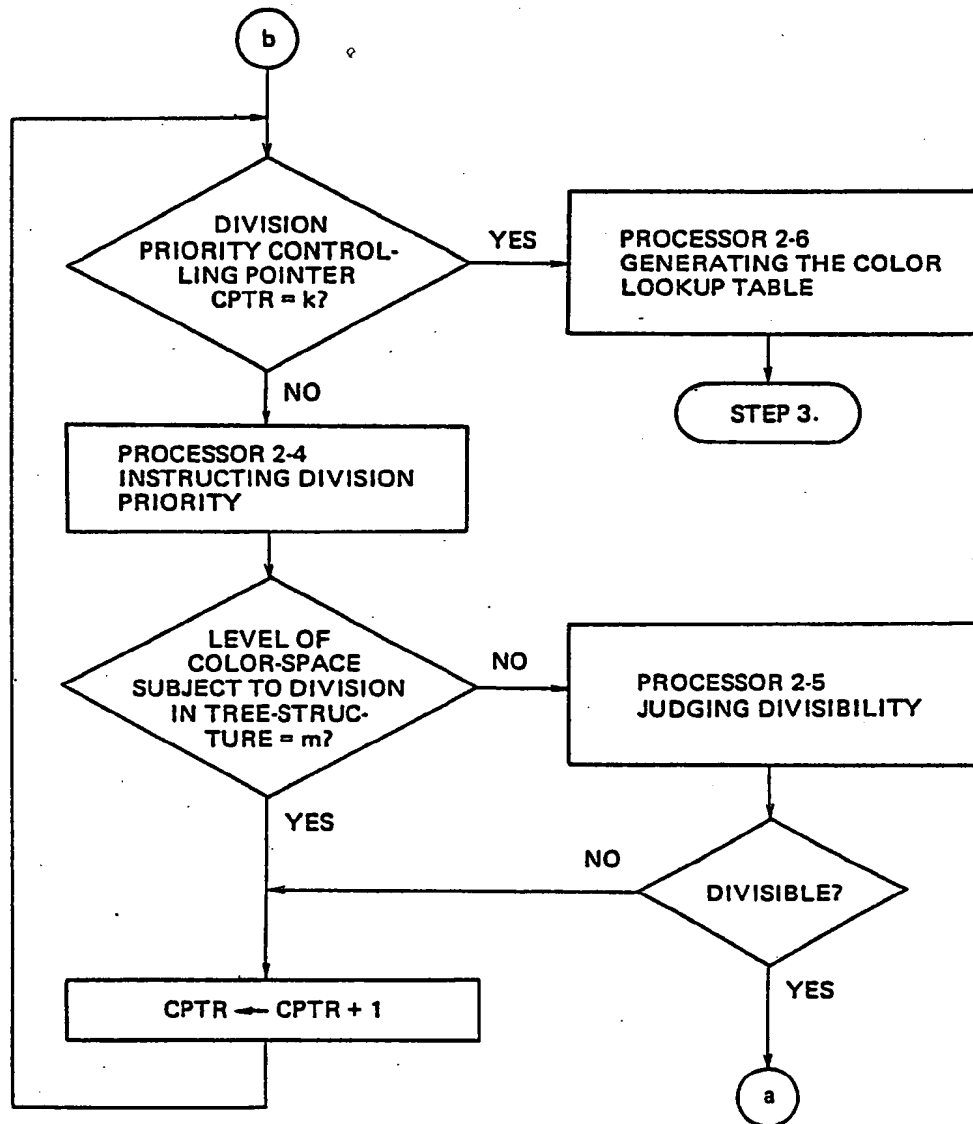 b
DIVISION
PRIORITY CONTROL-
LING POINTER
CPTR = k?
YES
PROCESSOR 2-6
GENERATING THE COLOR
LOOKUP TABLE
NO
STEP 3.
PROCESSOR 2-4
INSTRUCTING DIVISION
PRIORITY
LEVEL OF
COLOR-SPACE
SUBJECT TO DIVISION
IN TREE-STRUC-
TURE = m?
NO
PROCESSOR 2-5
JUDGING DIVISIBILITY
YES
NO
DIVISIBLE?
YES
CPTR ← CPTR + 1
a